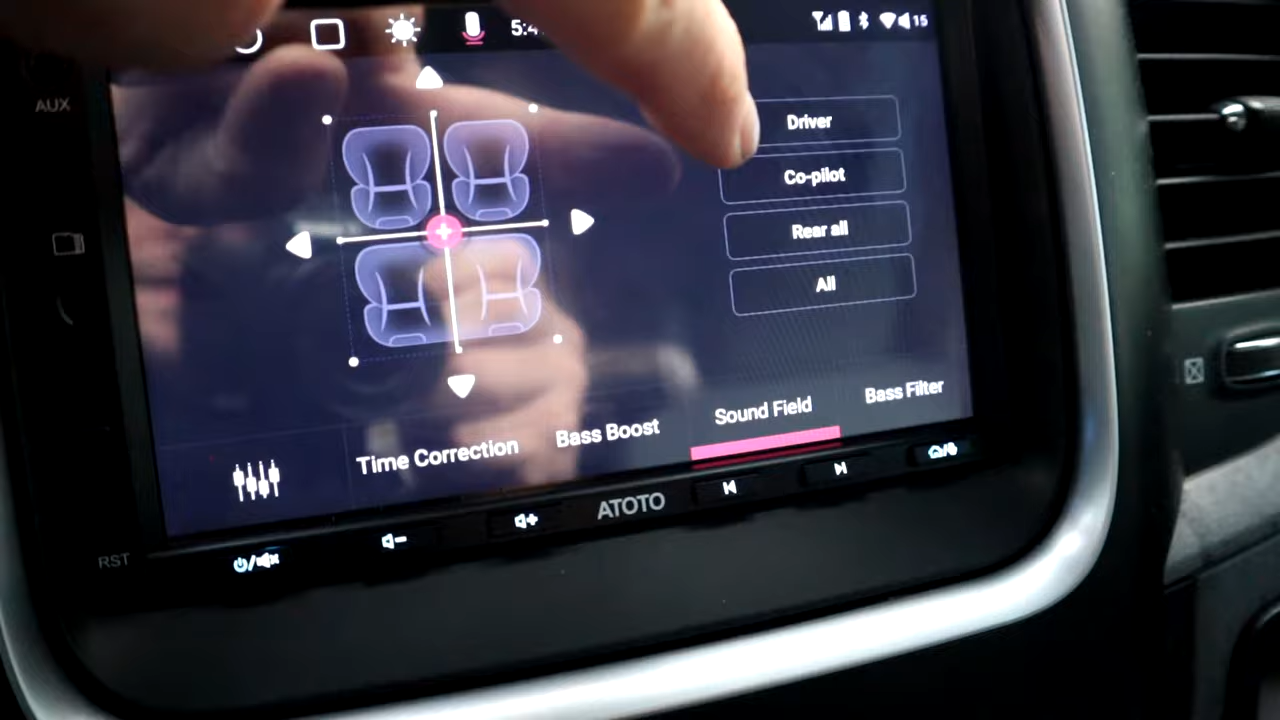 5:4
15
AUX
Driver
Co-pilot
Rear all
All
Time Correction
Bass Boost
Sound Field
Bass Filter
ATOTO
RST